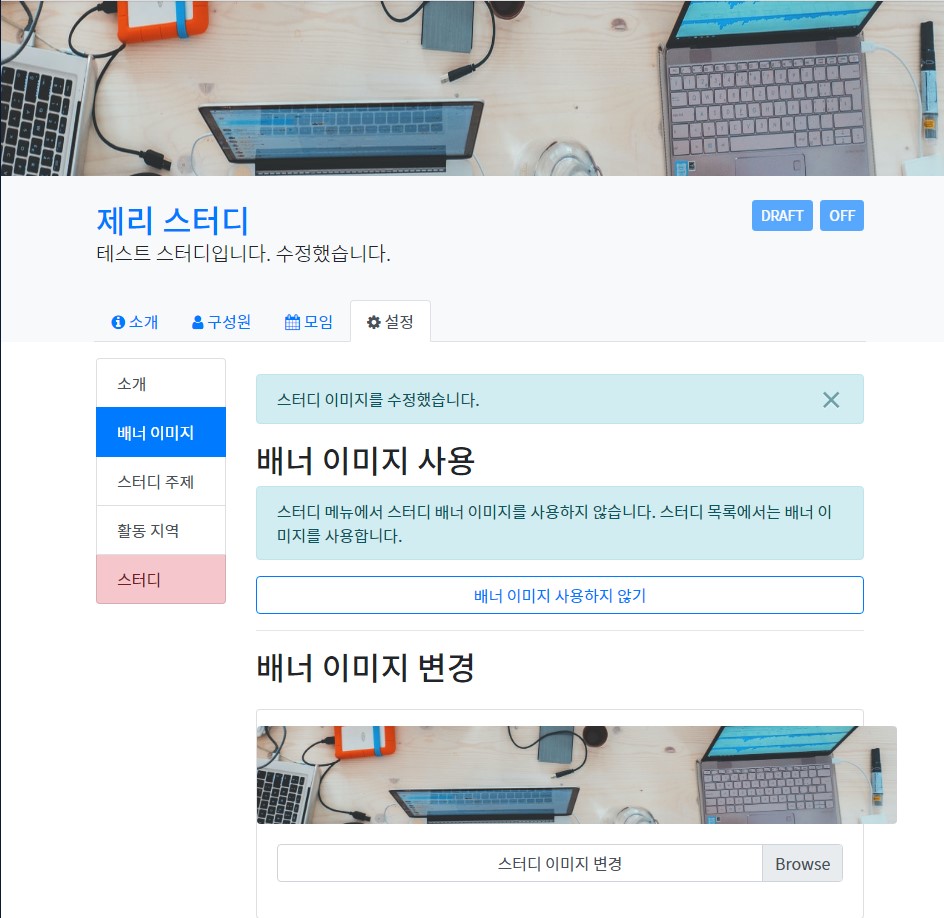 제리 스터디
DRAFT OFF
테스트 스터디입니다. 수정했습니다.
소개 구성원 모임 설정
소개
배너 이미지
스터디 주제
활동 지역
스터디
스터디 이미지를 수정했습니다.
배너 이미지 사용
스터디 메뉴에서 스터디 배너 이미지를 사용하지 않습니다. 스터디 목록에서는 배너 이
미지를 사용합니다.
배너 이미지 사용하지 않기
배너 이미지 변경
스터디 이미지 변경 Browse